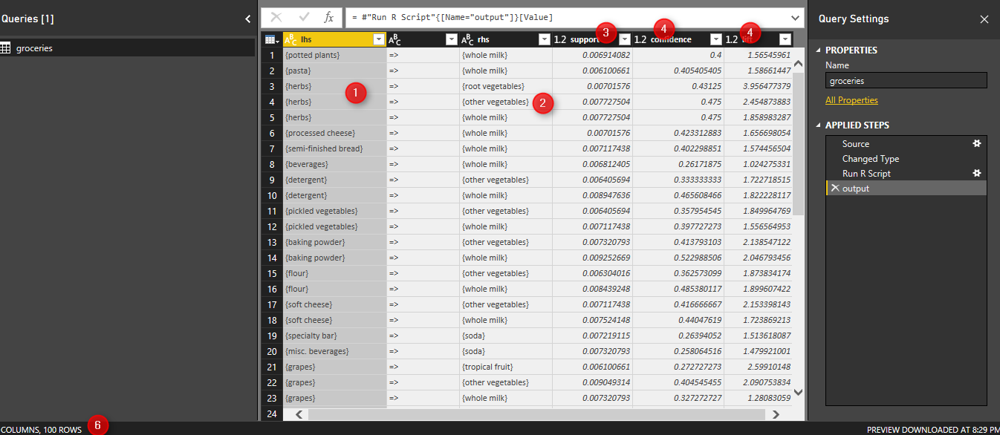 Queries [1]
groceries
fx = #"Run R Script"{[Name="output"]}[Value]
ABC lhs ABC ABC rhs 1.2 support 3 1.2 confidence 4 1.2 4
1 {potted plants} => {whole milk} 0.006914082 0.4 1.56545961
2 {pasta} => {whole milk} 0.006100661 0.405405405 1.58661447
3 {herbs} => {root vegetables} 0.00701576 0.43125 3.956477379
1
4 {herbs} => {other vegetables} 2 0.007727504 0.475 2.454873883
5 {herbs} => {whole milk} 0.007727504 0.475 1.858983287
6 {processed cheese} => {whole milk} 0.00701576 0.423312883 1.656698054
7 {semi-finished bread} => {whole milk} 0.007117438 0.402298851 1.574456504
8 {beverages} => {whole milk} 0.006812405 0.26171875 1.024275331
9 {detergent} => {other vegetables} 0.006405694 0.333333333 1.722718515
10 {detergent} => {whole milk} 0.008947636 0.465608466 1.822228117
11 {pickled vegetables} => {other vegetables} 0.006405694 0.357954545 1.849964769
12 {pickled vegetables} => {whole milk} 0.007117438 0.397727273 1.556564953
13 {baking powder} => {other vegetables} 0.007320793 0.413793103 2.138547122
14 {baking powder} => {whole milk} 0.009252669 0.522988506 2.046793456
15 {flour} => {other vegetables} 0.006304016 0.362573099 1.873834174
16 {flour} => {whole milk} 0.008439248 0.485380117 1.899607422
17 {soft cheese} => {other vegetables} 0.007117438 0.416666667 2.153398143
18 {soft cheese} => {whole milk} 0.007524148 0.44047619 1.723869213
19 {specialty bar} => {soda} 0.007219115 0.26394052 1.513618087
20 {misc. beverages} => {soda} 0.007320793 0.258064516 1.479921001
21 {grapes} => {tropical fruit} 0.006100661 0.272727273 2.59910148
22 {grapes} => {other vegetables} 0.009049314 0.404545455 2.090753834
23 {grapes} => {whole milk} 0.007320793 0.327272727 1.28083059
24
Query Settings
PROPERTIES
Name
groceries
All Properties
APPLIED STEPS
Source
Changed Type
Run R Script
output
COLUMNS, 100 ROWS 6
PREVIEW DOWNLOADED AT 8:29 PM